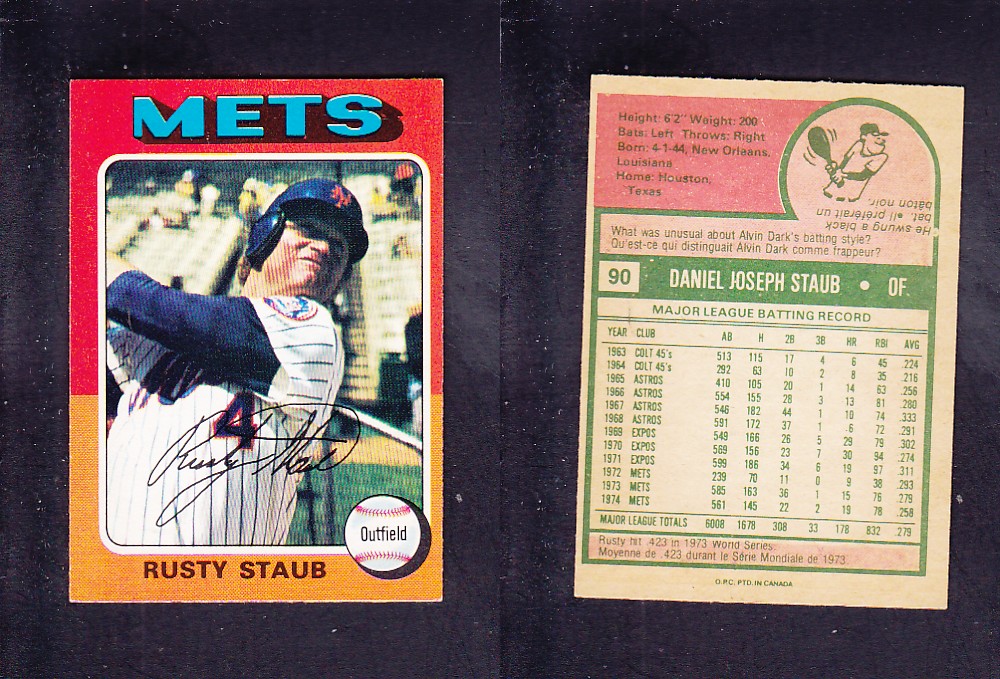 METS
Rusty Staub
4
Outfield
RUSTY STAUB
Height: 6'2" Weight: 200
Bats: Left Throws: Right
Born: 4-1-44, New Orleans,
Louisiana
Home: Houston,
Texas
He swung a black
bat. •Il préférait un
bâton noir.
What was unusual about Alvin Dark's batting style?
Qu'est-ce qui distinguait Alvin Dark comme frappeur?
90 DANIEL JOSEPH STAUB • OF
MAJOR LEAGUE BATTING RECORD
YEAR CLUB AB H 2B 3B HR RBI AVG
1963 COLT 45's 513 115 17 4 6 45 .224
1964 COLT 45's 292 63 10 2 8 35 .216
1965 ASTROS 410 105 20 1 14 63 .256
1966 ASTROS 554 155 28 3 13 81 .280
1967 ASTROS 546 182 44 1 10 74 .333
1968 ASTROS 591 172 37 1 6 72 .291
1969 EXPOS 549 166 26 5 29 79 .302
1970 EXPOS 569 156 23 7 30 94 .274
1971 EXPOS 599 186 34 6 19 97 .311
1972 METS 239 70 11 0 9 38 .293
1973 METS 585 163 36 1 15 76 .279
1974 METS 561 145 22 2 19 78 .258
MAJOR LEAGUE TOTALS 6008 1678 308 33 178 832 .279
Rusty hit .423 in 1973 World Series.
Moyenne de .423 durant le Série Mondiale de 1973.
O.P.C. PTD. IN CANADA